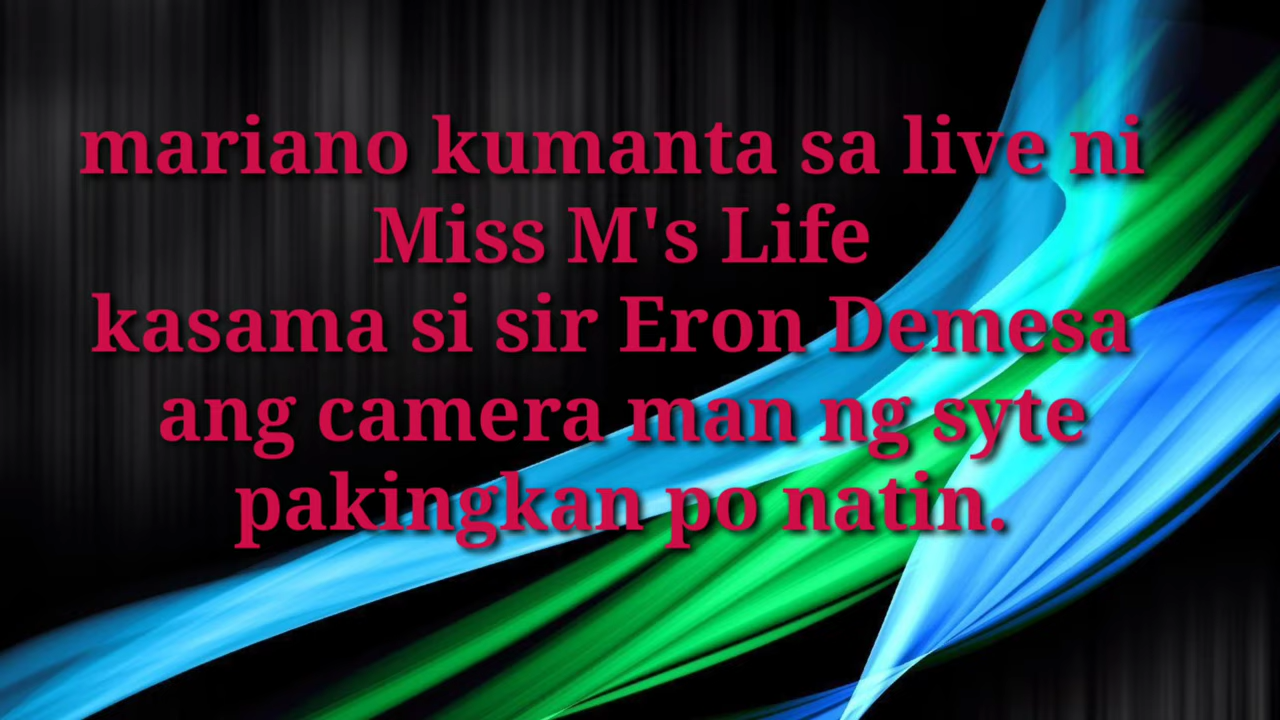 mariano kumanta sa live ni
Miss M's Life
kasama si sir Eron Demesa
ang camera man ng syte
pakingkan po natin.